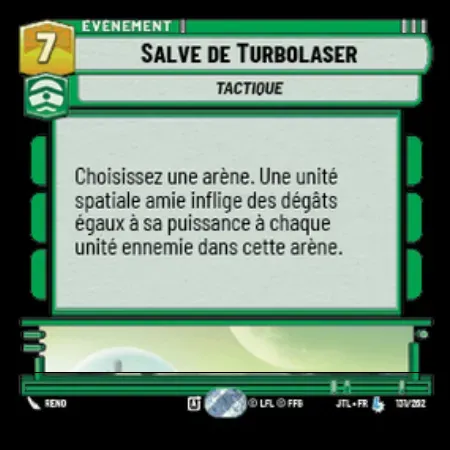 ÉVÉNEMENT
7
SALVE DE TURBOLASER
TACTIQUE
Choisissez une arène. Une unité
spatiale amie inflige des dégâts
égaux à sa puissance à chaque
unité ennemie dans cette arène.
RENO
© LFL © FFG
JTL • FR
131/262